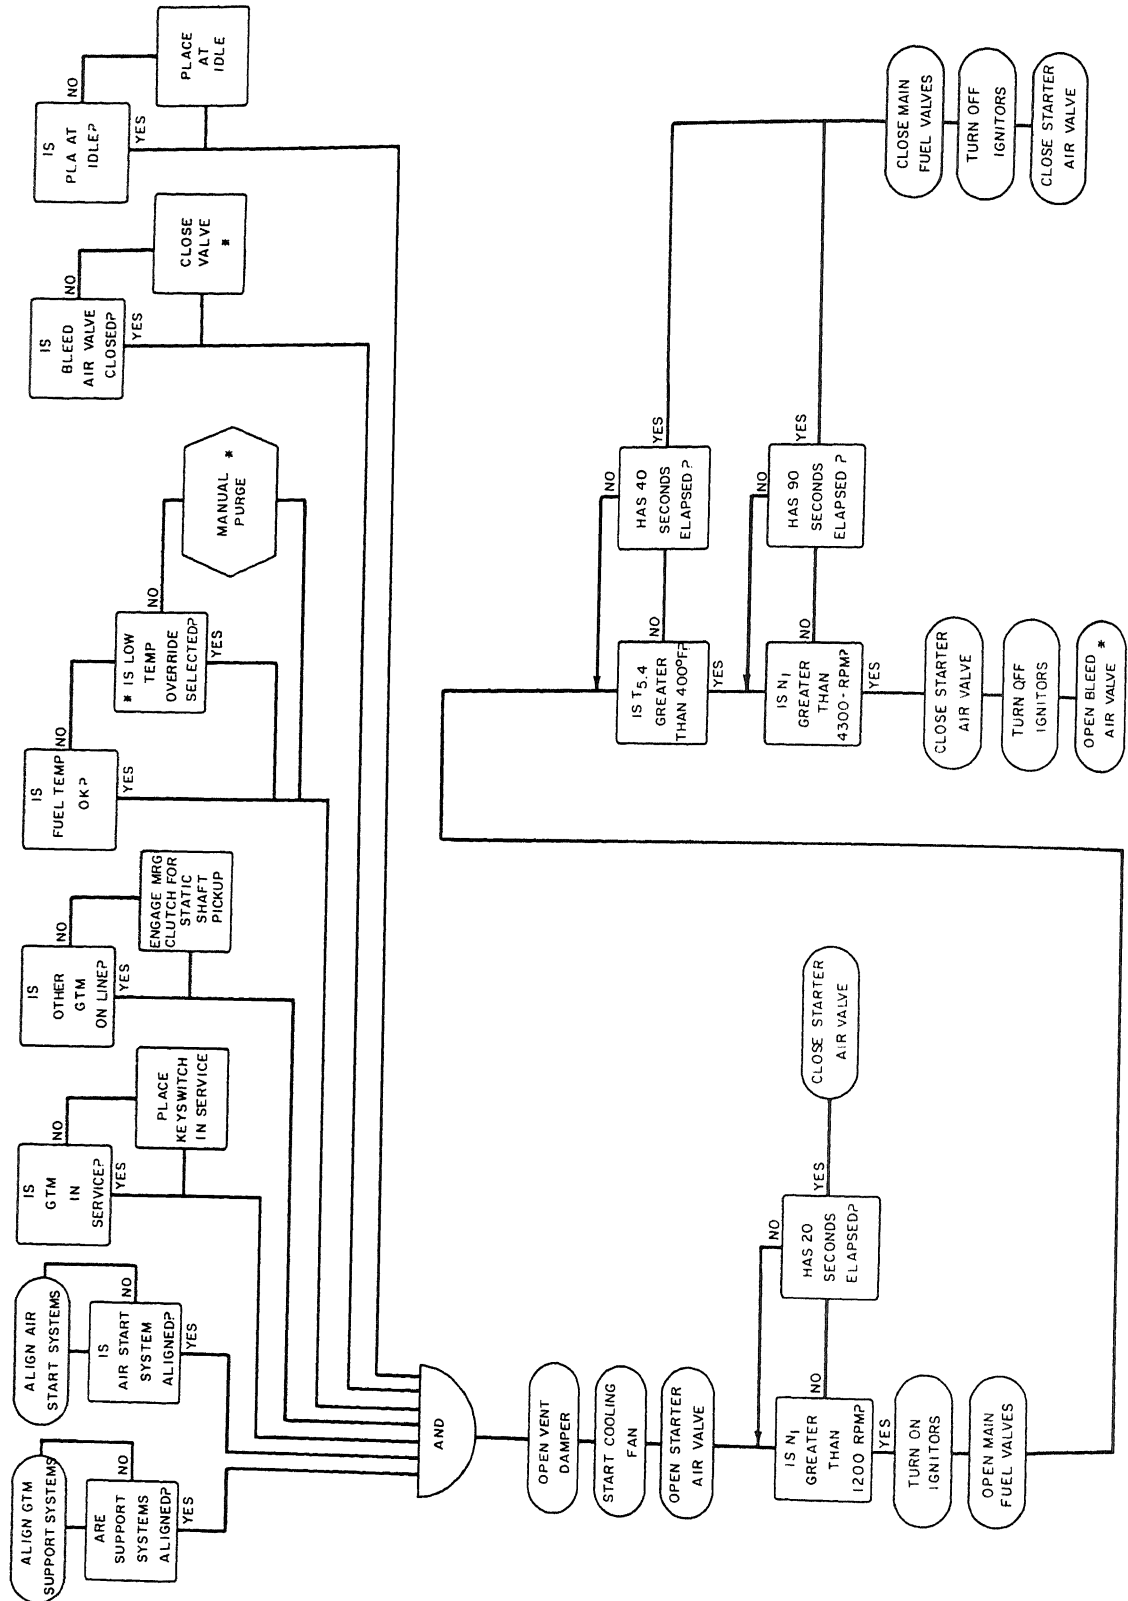 ALIGN GTM
SUPPORT SYSTEMS
ARE
SUPPORT
SYSTEMS
ALIGNED?
NO
YES
ALIGN AIR
START SYSTEMS
IS
AIR START
SYSTEM
ALIGNED?
NO
YES
IS
GTM
IN
SERVICE?
NO
YES
PLACE
KEYSWITCH
IN SERVICE
IS
OTHER
GTM
ON LINE?
NO
YES
ENGAGE MRG
CLUTCH FOR
STATIC
SHAFT
PICKUP
IS
FUEL TEMP
OK?
NO
YES
* IS LOW
TEMP
OVERRIDE
SELECTED?
NO
YES
MANUAL *
PURGE
IS
BLEED
AIR VALVE
CLOSED?
NO
YES
CLOSE
VALVE
*
IS
PLA AT
IDLE?
NO
YES
PLACE
AT
IDLE
AND
OPEN VENT
DAMPER
START COOLING
FAN
OPEN STARTER
AIR VALVE
IS N1
GREATER
THAN
1200 RPM?
NO
YES
HAS 20
SECONDS
ELAPSED?
NO
YES
CLOSE STARTER
AIR VALVE
TURN ON
IGNITORS
OPEN MAIN
FUEL VALVES
IS T5.4
GREATER
THAN 400°F?
NO
YES
HAS 40
SECONDS
ELAPSED?
NO
YES
IS N1
GREATER
THAN
4300-RPM?
NO
YES
HAS 90
SECONDS
ELAPSED?
NO
YES
CLOSE STARTER
AIR VALVE
TURN OFF
IGNITORS
OPEN BLEED
AIR VALVE *
CLOSE MAIN
FUEL VALVES
TURN OFF
IGNITORS
CLOSE STARTER
AIR VALVE